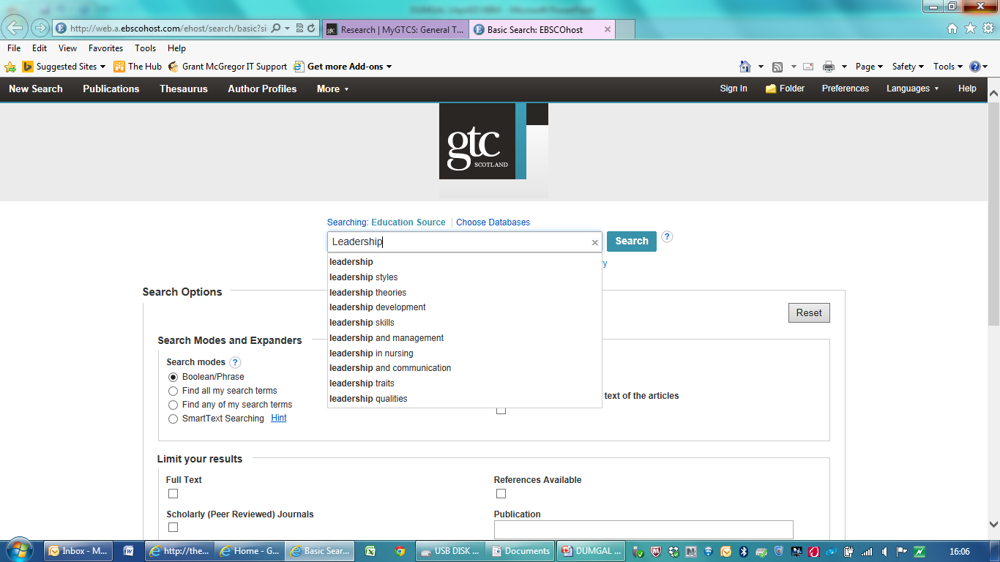 http://web.a.ebscohost.com/ehost/search/basic?si
Research | MyGTCS: General T...
Basic Search: EBSCOhost
File Edit View Favorites Tools Help
Suggested Sites The Hub Grant McGregor IT Support Get more Add-ons
Page Safety Tools
New Search Publications Thesaurus Author Profiles More
Sign In Folder Preferences Languages Help
gtc
SCOTLAND
Searching: Education Source Choose Databases
Leadership
Search
?
leadership
leadership styles
leadership theories
leadership development
leadership skills
leadership and management
leadership in nursing
leadership and communication
leadership traits
leadership qualities
Search Options
Reset
Search Modes and Expanders
Search modes ?
Boolean/Phrase
Find all my search terms
Find any of my search terms
SmartText Searching Hint
text of the articles
Limit your results
Full Text
References Available
Scholarly (Peer Reviewed) Journals
Publication
Inbox - M... http://the... Home - G... Basic Sear... USB DISK ... Documents DUMGAL ... 16:06